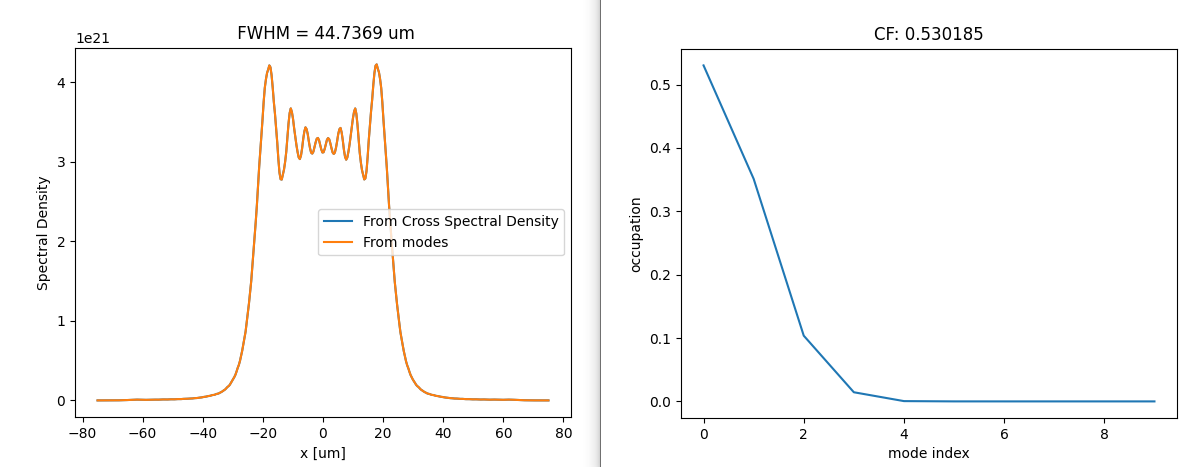 FWHM = 44.7369 um
1e21
4
3
2
1
0
Spectral Density
From Cross Spectral Density
From modes
−80 −60 −40 −20 0 20 40 60 80
x [um]
CF: 0.530185
0.5
0.4
0.3
0.2
0.1
0.0
occupation
0 2 4 6 8
mode index